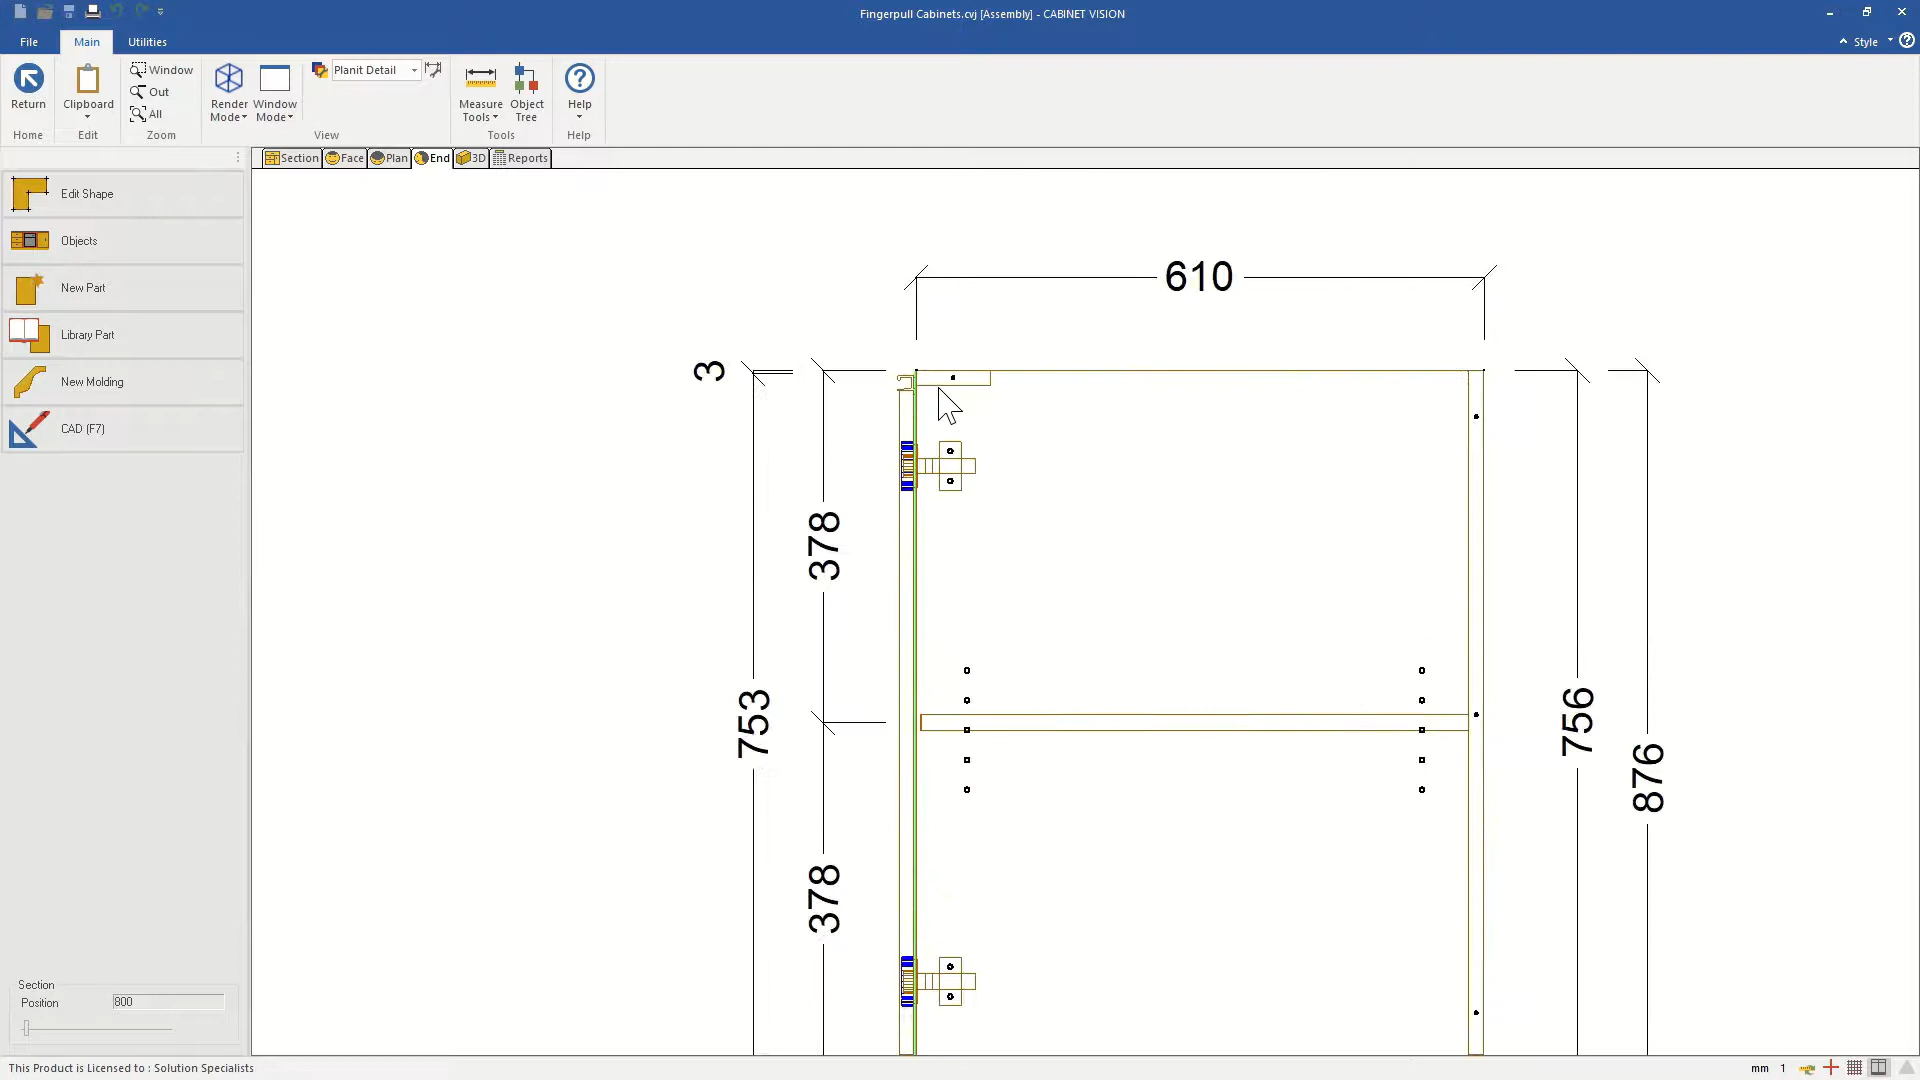 Fingerpull Cabinets.cvj [Assembly] - CABINET VISION
File
Main
Utilities
Style
Return
Home
Clipboard
Edit
Window
Out
All
Zoom
Render
Mode
Window
Mode
Planit Detail
View
Measure
Tools
Object
Tree
Tools
Help
Help
Section
Face
Plan
End
3D
Reports
Edit Shape
Objects
New Part
Library Part
New Molding
CAD (F7)
610
3
378
753
378
756
876
Section
Position
800
This Product is Licensed to : Solution Specialists
mm
1